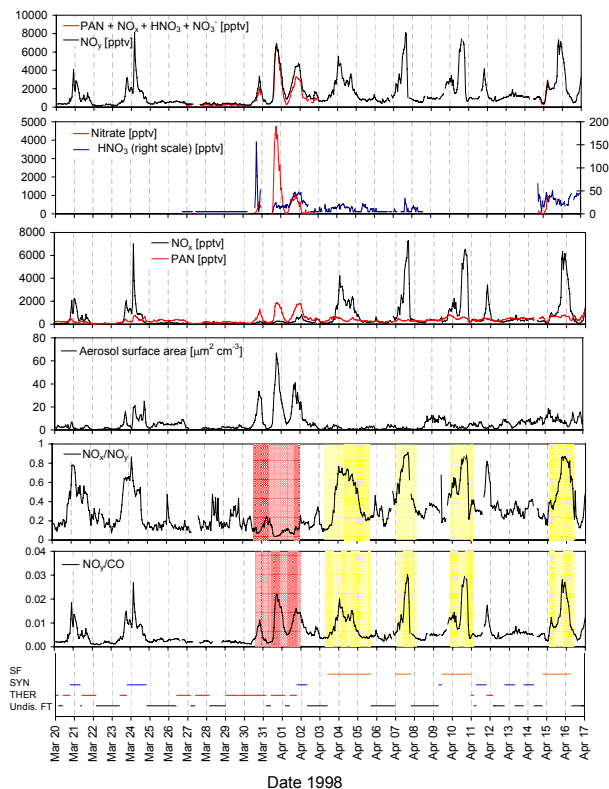 10000
8000
6000
4000
2000
0
PAN + NOx + HNO3 + NO3- [pptv]
NOy [pptv]
5000
4000
3000
2000
1000
0
Nitrate [pptv]
HNO3 (right scale) [pptv]
200
150
100
50
0
8000
6000
4000
2000
0
NOx [pptv]
PAN [pptv]
80
60
40
20
0
Aerosol surface area [µm2 cm-3]
1
0.8
0.6
0.4
0.2
0
NOx/NOy
0.04
0.03
0.02
0.01
0.00
NOy/CO
SF
SYN
THER
Undis. FT
Mar 20
Mar 21
Mar 22
Mar 23
Mar 24
Mar 25
Mar 26
Mar 27
Mar 28
Mar 29
Mar 30
Mar 31
Apr 01
Apr 02
Apr 03
Apr 04
Apr 05
Apr 06
Apr 07
Apr 08
Apr 09
Apr 10
Apr 11
Apr 12
Apr 13
Apr 14
Apr 15
Apr 16
Apr 17
Date 1998